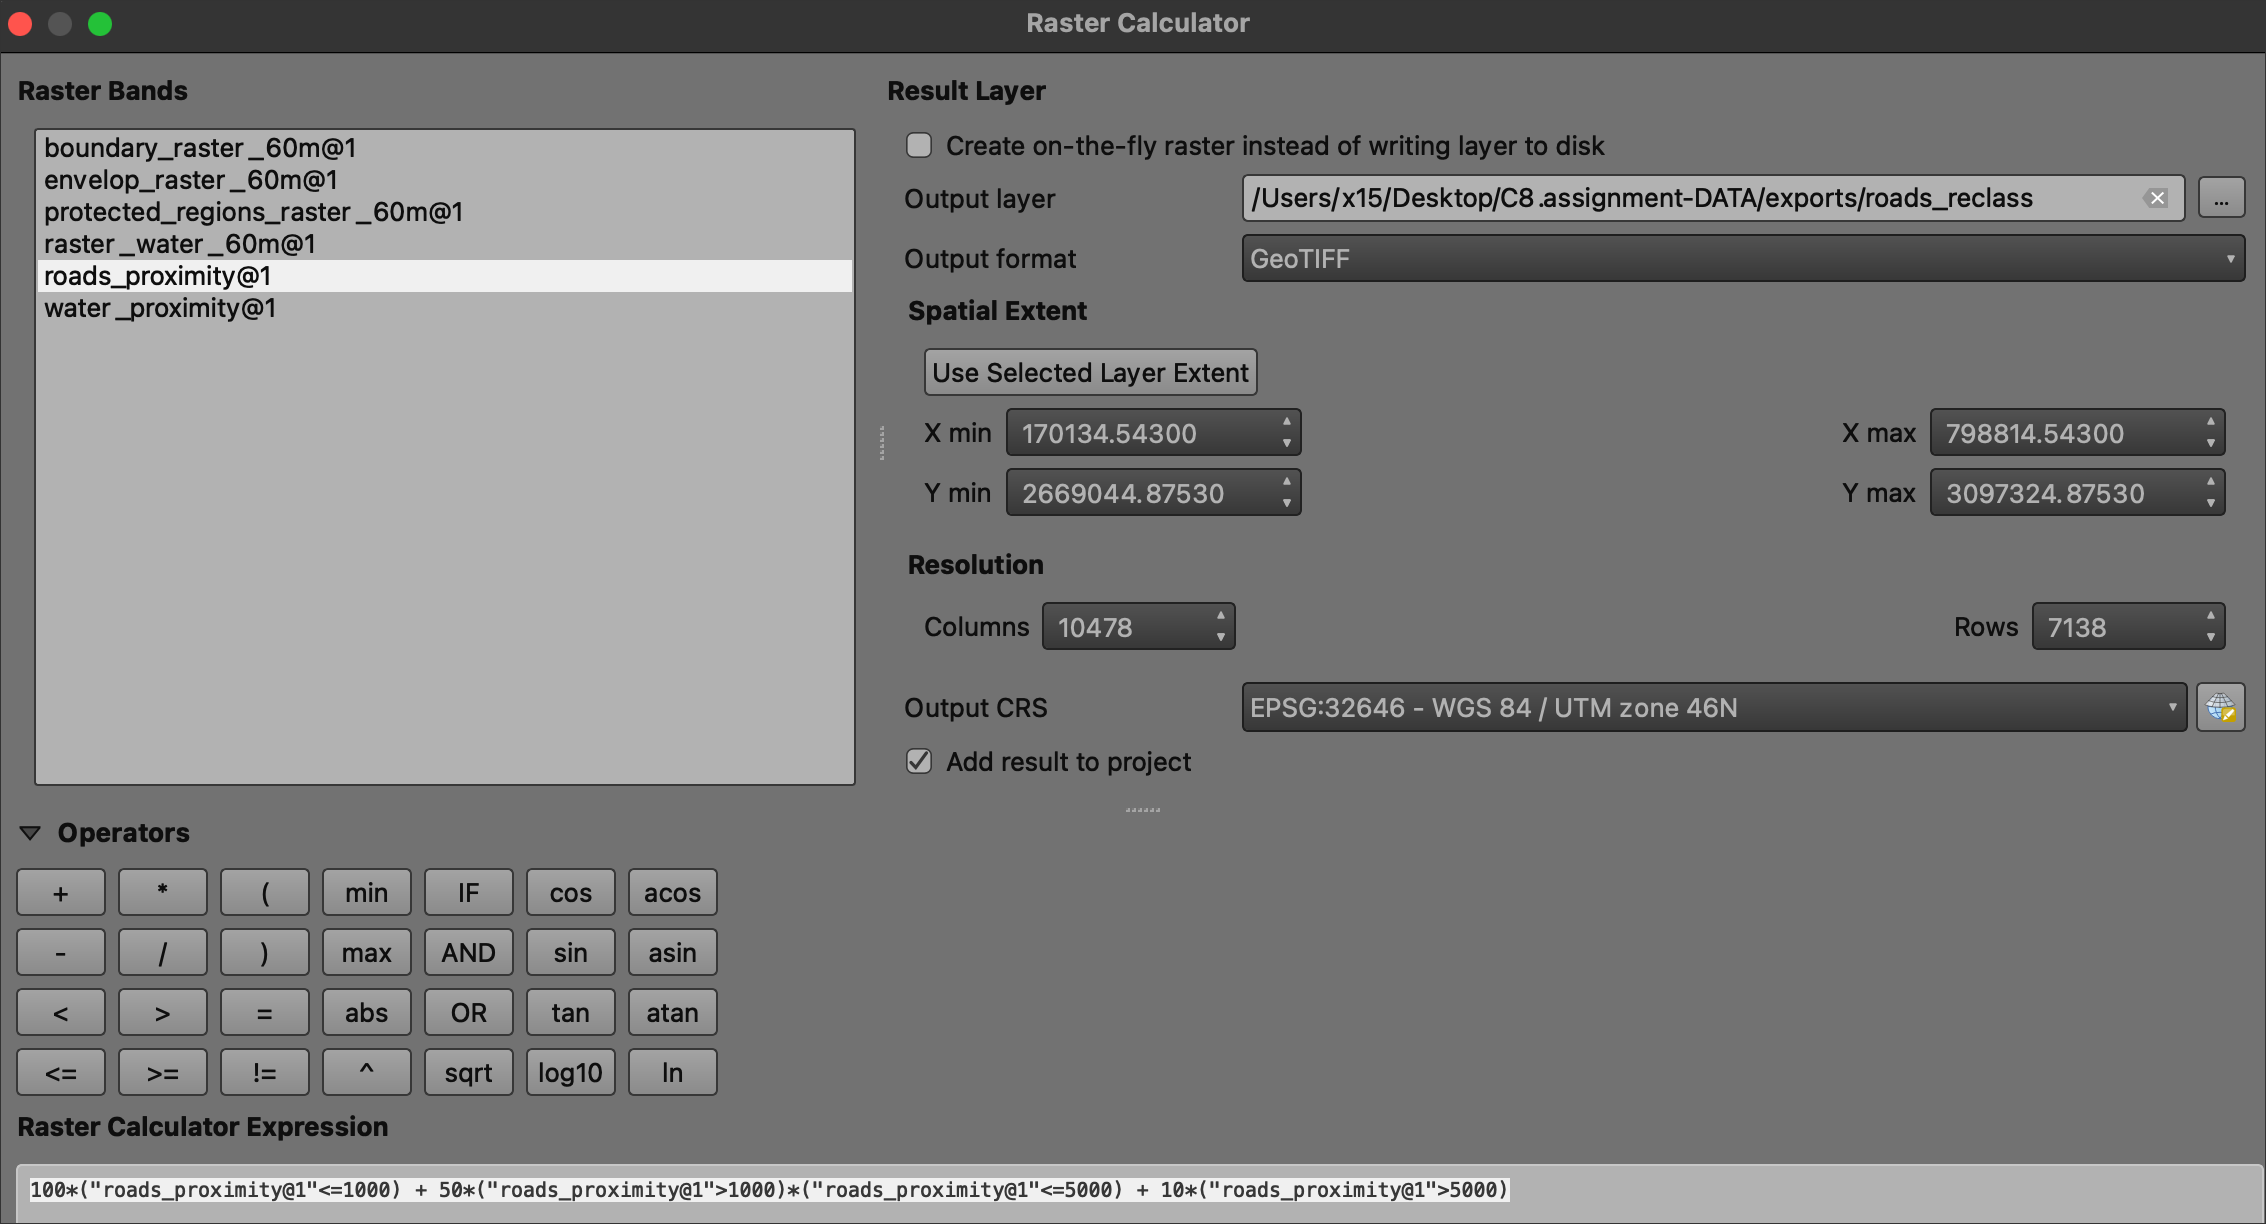 Raster Calculator
Raster Bands
boundary_raster_60m@1
envelop_raster_60m@1
protected_regions_raster_60m@1
raster_water_60m@1
roads_proximity@1
water_proximity@1
Result Layer
Create on-the-fly raster instead of writing layer to disk
Output layer /Users/x15/Desktop/C8.assignment-DATA/exports/roads_reclass ...
Output format GeoTIFF
Spatial Extent
Use Selected Layer Extent
X min 170134.54300 X max 798814.54300
Y min 2669044.87530 Y max 3097324.87530
Resolution
Columns 10478 Rows 7138
Output CRS EPSG:32646 - WGS 84 / UTM zone 46N
Add result to project
Operators
+ * ( min IF cos acos
- / ) max AND sin asin
< > = abs OR tan atan
<= >= != ^ sqrt log10 ln
Raster Calculator Expression
100*("roads_proximity@1"<=1000) + 50*("roads_proximity@1">1000)*("roads_proximity@1"<=5000) + 10*("roads_proximity@1">5000)